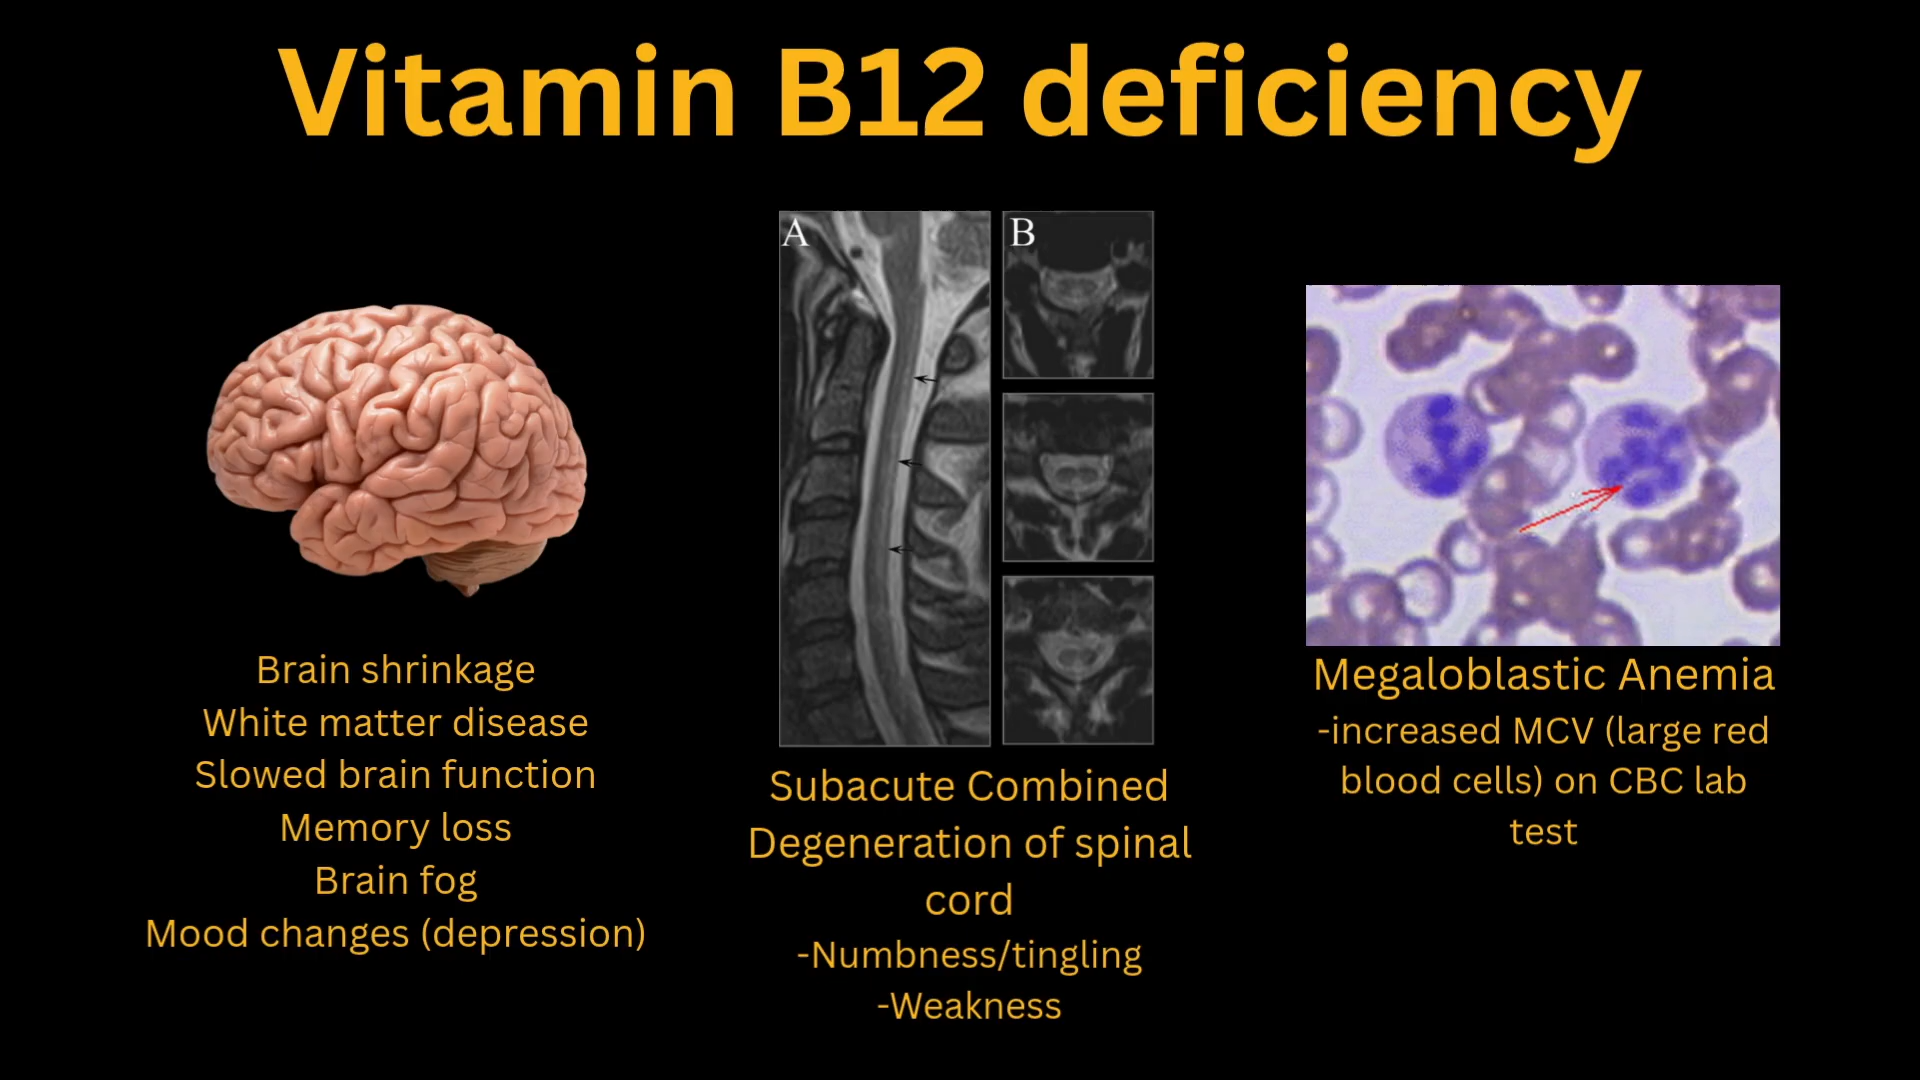 Vitamin B12 deficiency
A
B
Brain shrinkage
White matter disease
Slowed brain function
Memory loss
Brain fog
Mood changes (depression)
Subacute Combined
Degeneration of spinal
cord
-Numbness/tingling
-Weakness
Megaloblastic Anemia
-increased MCV (large red
blood cells) on CBC lab
test